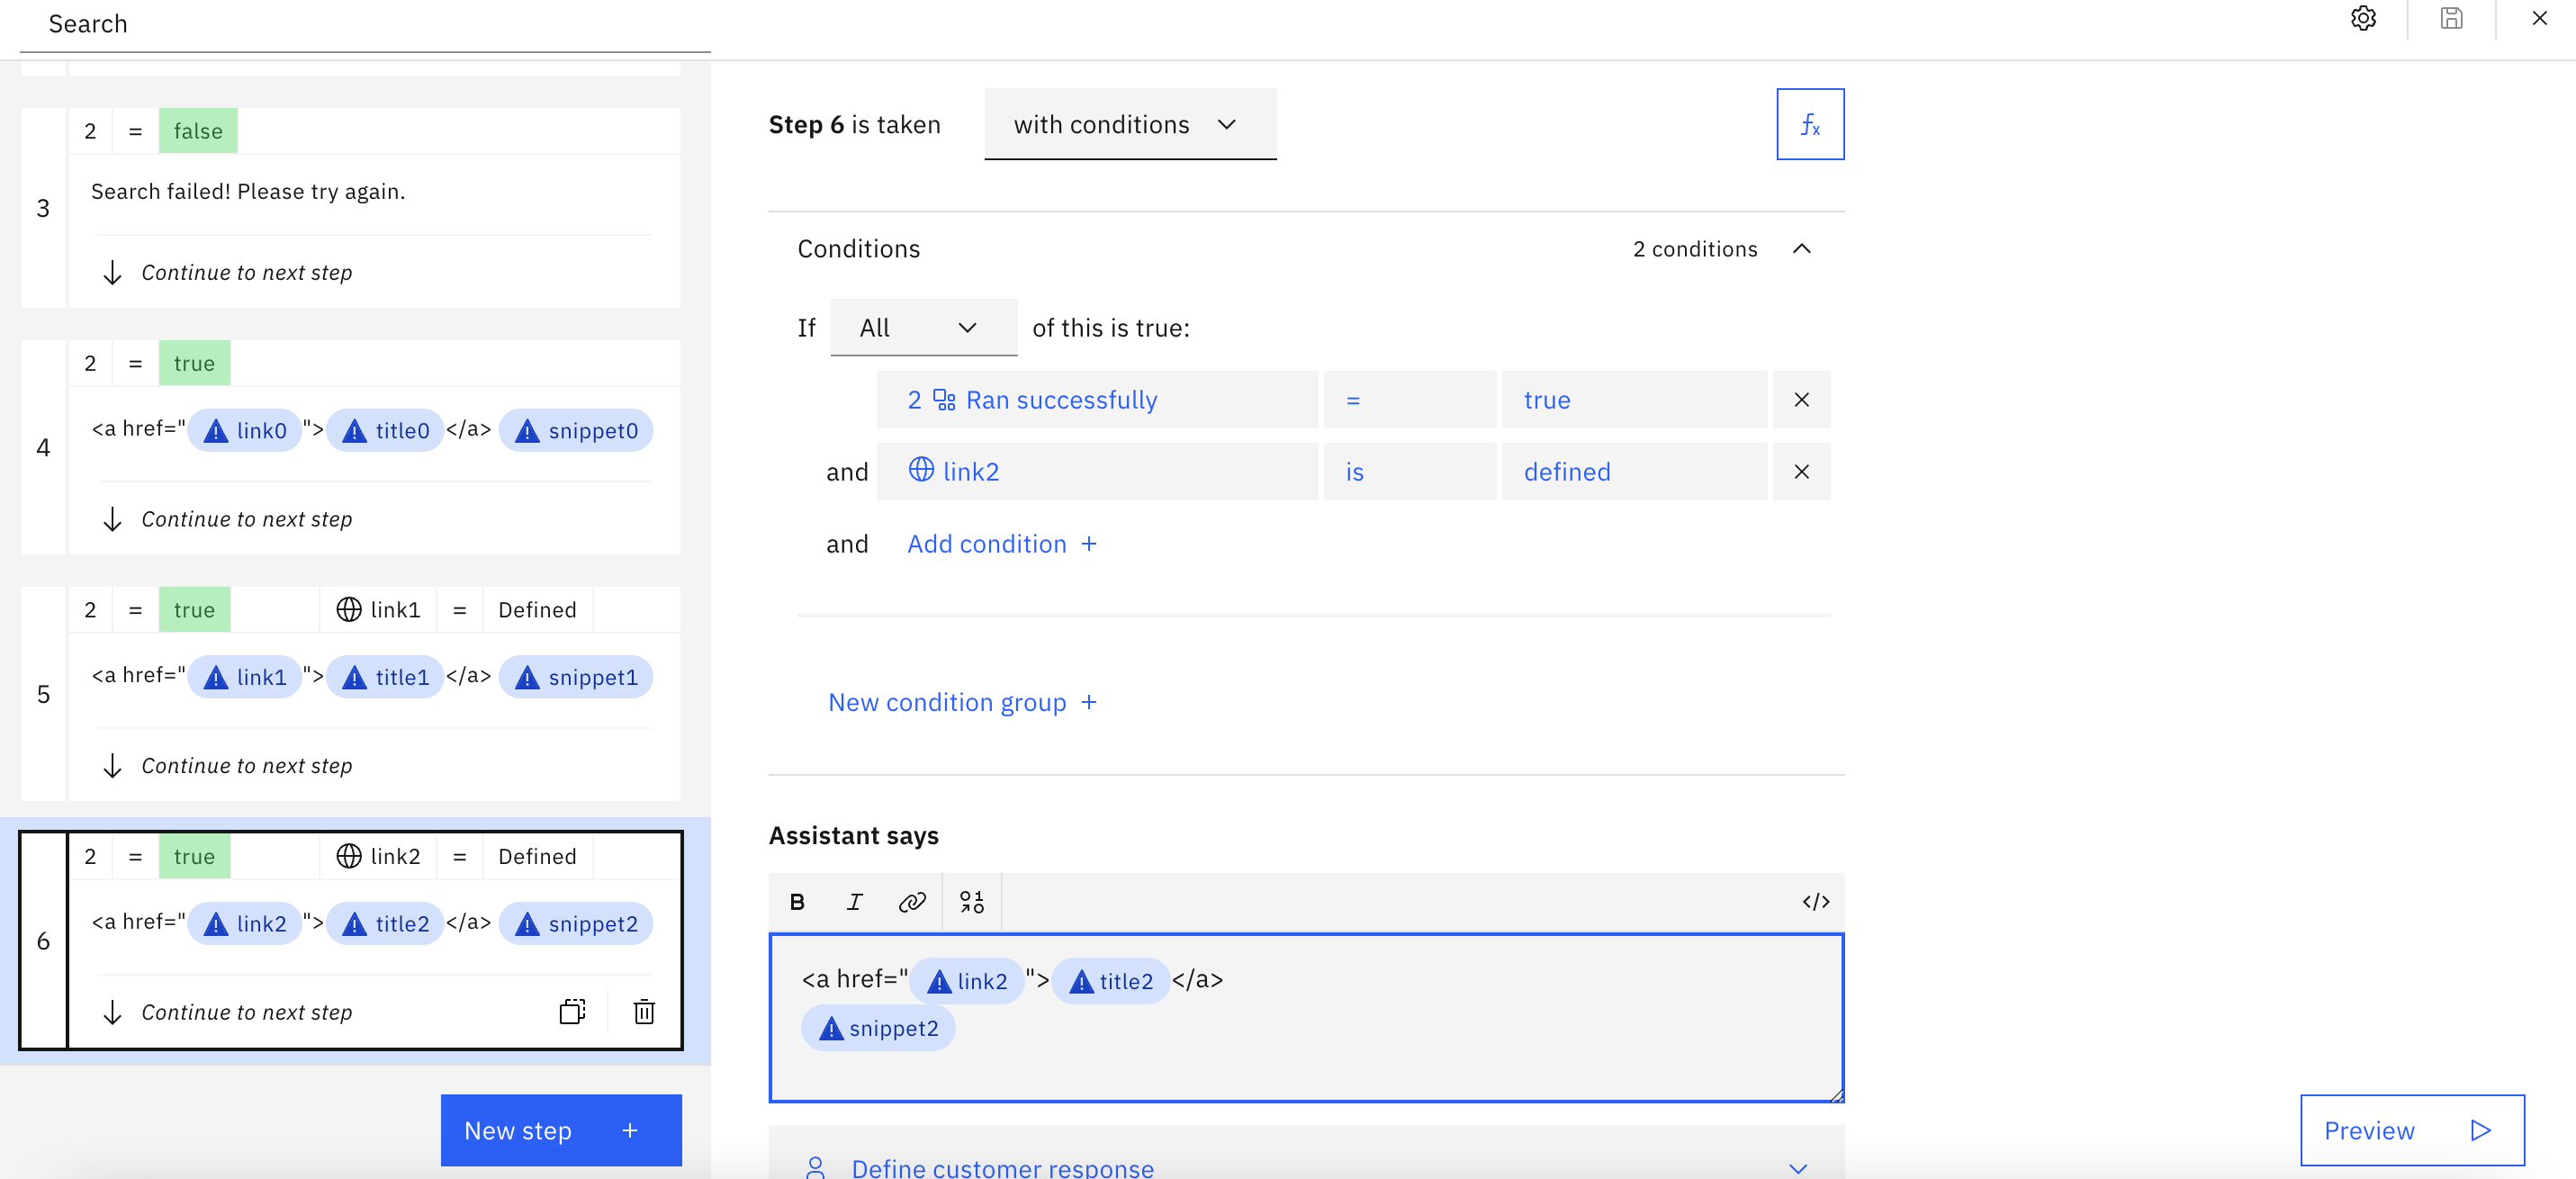 Search
2 = false
3
Search failed! Please try again.
Continue to next step
2 = true
4
<a href=" link0 "> title0 </a> snippet0
Continue to next step
2 = true link1 = Defined
5
<a href=" link1 "> title1 </a> snippet1
Continue to next step
2 = true link2 = Defined
6
<a href=" link2 "> title2 </a> snippet2
Continue to next step
New step +
Step 6 is taken with conditions
fx
Conditions 2 conditions
If All of this is true:
2 Ran successfully = true
and link2 is defined
and Add condition +
New condition group +
Assistant says
B I </>
<a href=" link2 "> title2 </a>
snippet2
Define customer response
Preview